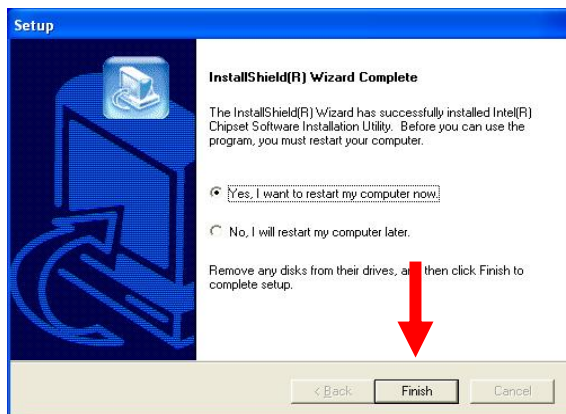 Setup
InstallShield(R) Wizard Complete
The InstallShield(R) Wizard has successfully installed Intel(R)
Chipset Software Installation Utility. Before you can use the
program, you must restart your computer.
Yes, I want to restart my computer now.
No, I will restart my computer later.
Remove any disks from their drives, and then click Finish to
complete setup.
< Back Finish Cancel